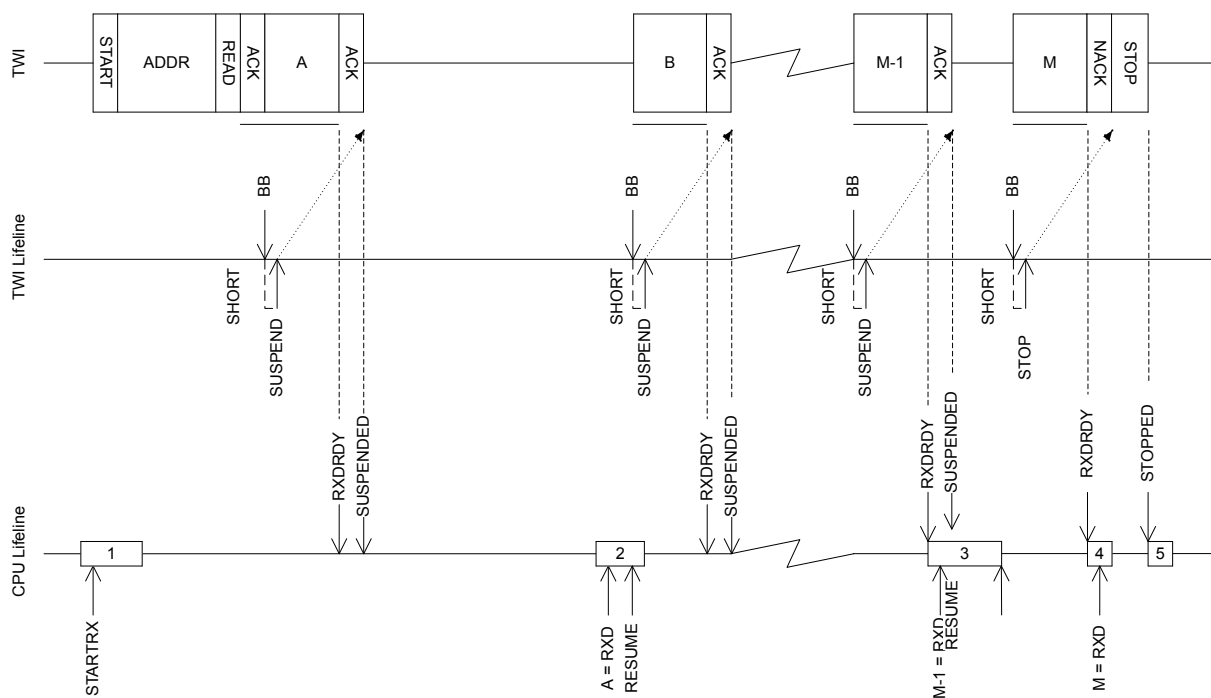 TWI
START
ADDR
READ
ACK
A
ACK
B
ACK
M-1
ACK
M
NACK
STOP
TWI Lifeline
BB
SHORT
SUSPEND
BB
SHORT
SUSPEND
BB
SHORT
SUSPEND
BB
SHORT
STOP
RXDRDY
SUSPENDED
RXDRDY
SUSPENDED
RXDRDY
SUSPENDED
RXDRDY
STOPPED
CPU Lifeline
1
2
3
4
5
STARTRX
A = RXD
RESUME
M-1 = RXD
RESUME
M = RXD